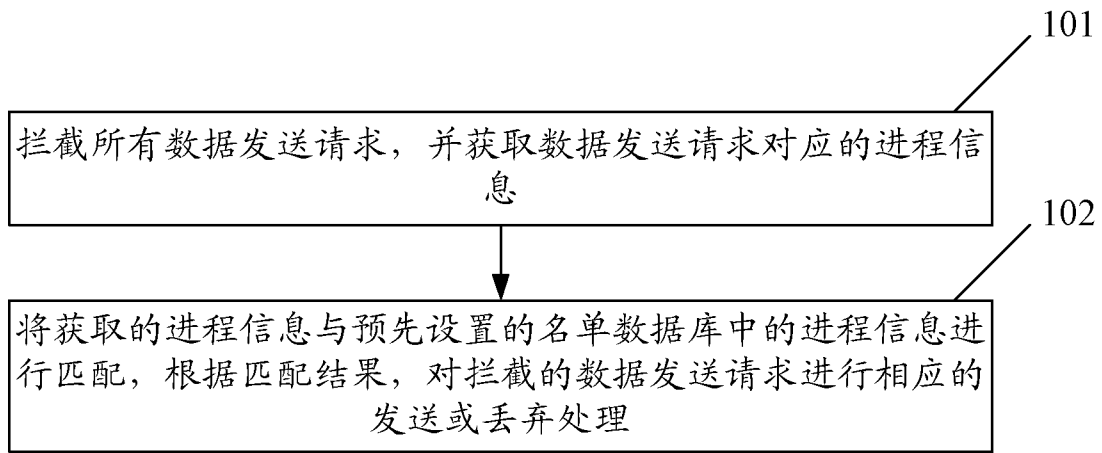 101
拦截所有数据发送请求，并获取数据发送请求对应的进程信
息
102
将获取的进程信息与预先设置的名单数据库中的进程信息进
行匹配，根据匹配结果，对拦截的数据发送请求进行相应的
发送或丢弃处理